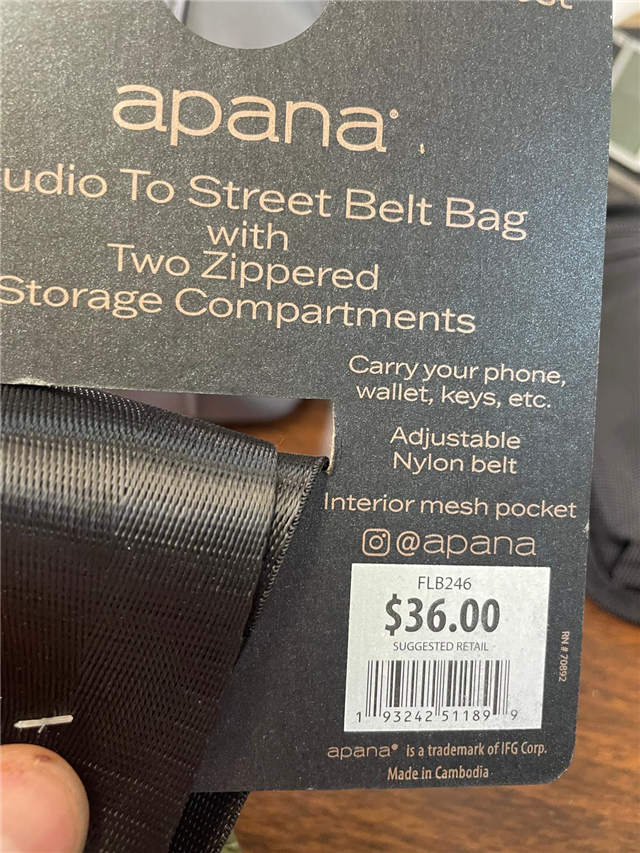 apana®
udio To Street Belt Bag
with
Two Zippered
Storage Compartments
Carry your phone,
wallet, keys, etc.
Adjustable
Nylon belt
Interior mesh pocket
@apana
FLB246
$36.00
SUGGESTED RETAIL
1 93242 51189 9
RN # 70892
apana® is a trademark of IFG Corp.
Made in Cambodia